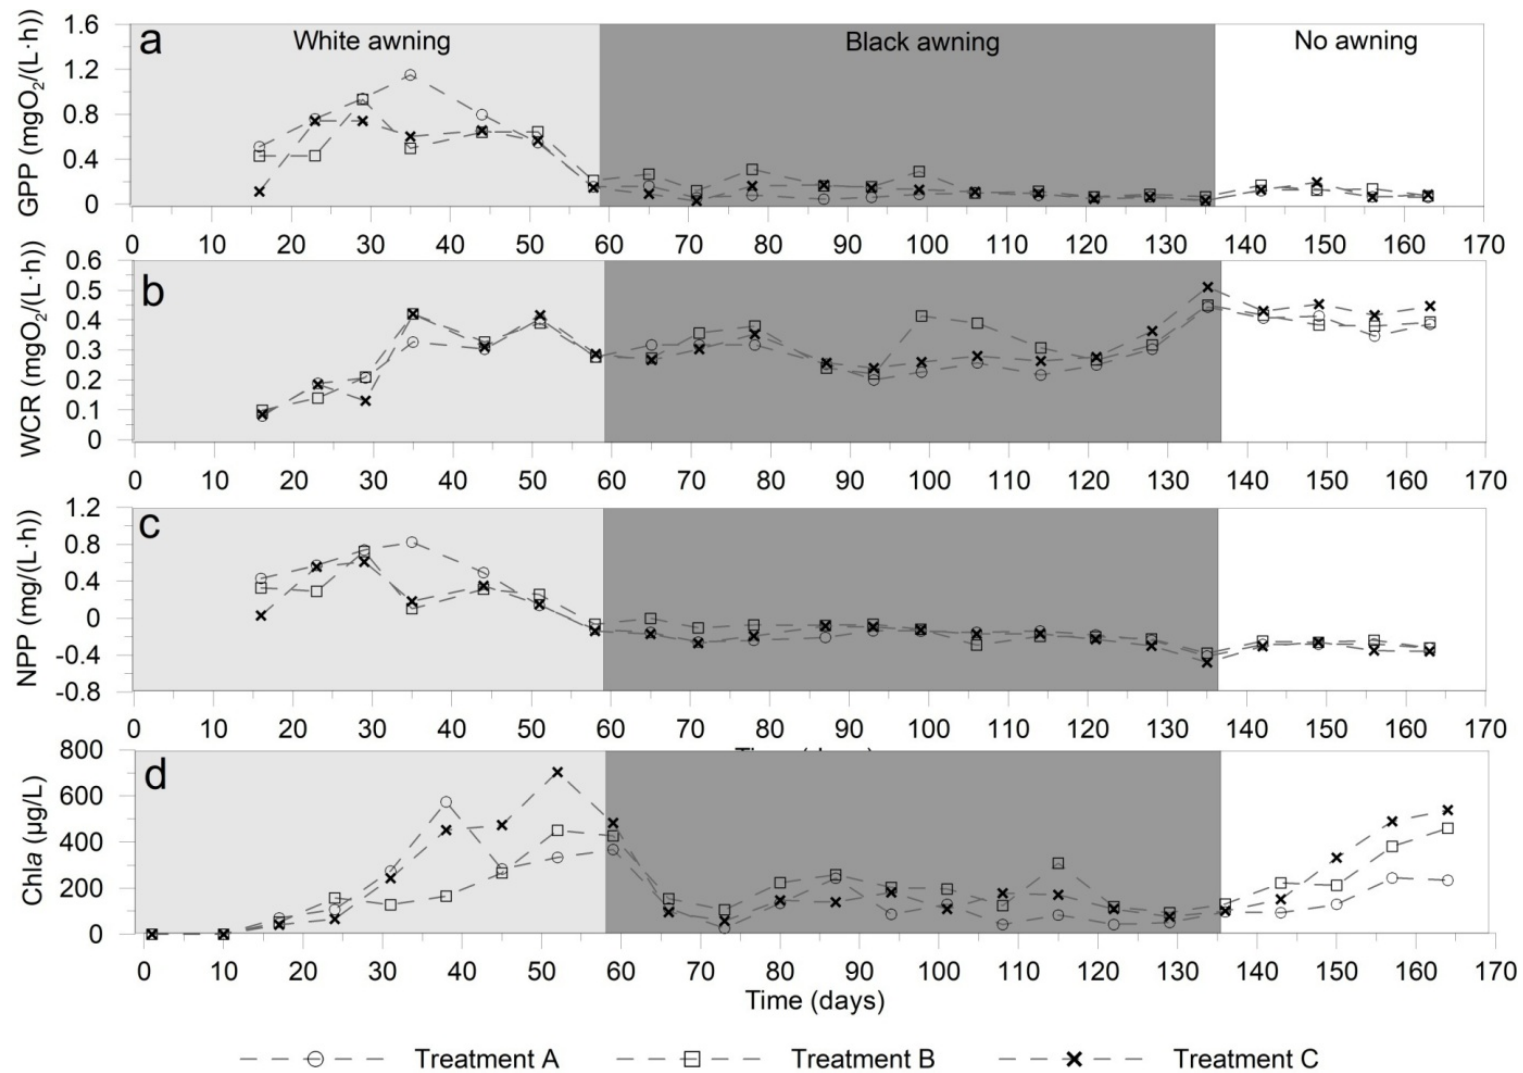 a
White awning
Black awning
No awning
GPP (mgO₂/(L·h))
1.6
1.2
0.8
0.4
0
0 10 20 30 40 50 60 70 80 90 100 110 120 130 140 150 160 170
b
WCR (mgO₂/(L·h))
0.6
0.5
0.4
0.3
0.2
0.1
0
0 10 20 30 40 50 60 70 80 90 100 110 120 130 140 150 160 170
c
NPP (mg/(L·h))
1.2
0.8
0.4
0
-0.4
-0.8
0 10 20 30 40 50 60 70 80 90 100 110 120 130 140 150 160 170
d
Chla (µg/L)
800
600
400
200
0
0 10 20 30 40 50 60 70 80 90 100 110 120 130 140 150 160 170
Time (days)
Treatment A Treatment B Treatment C